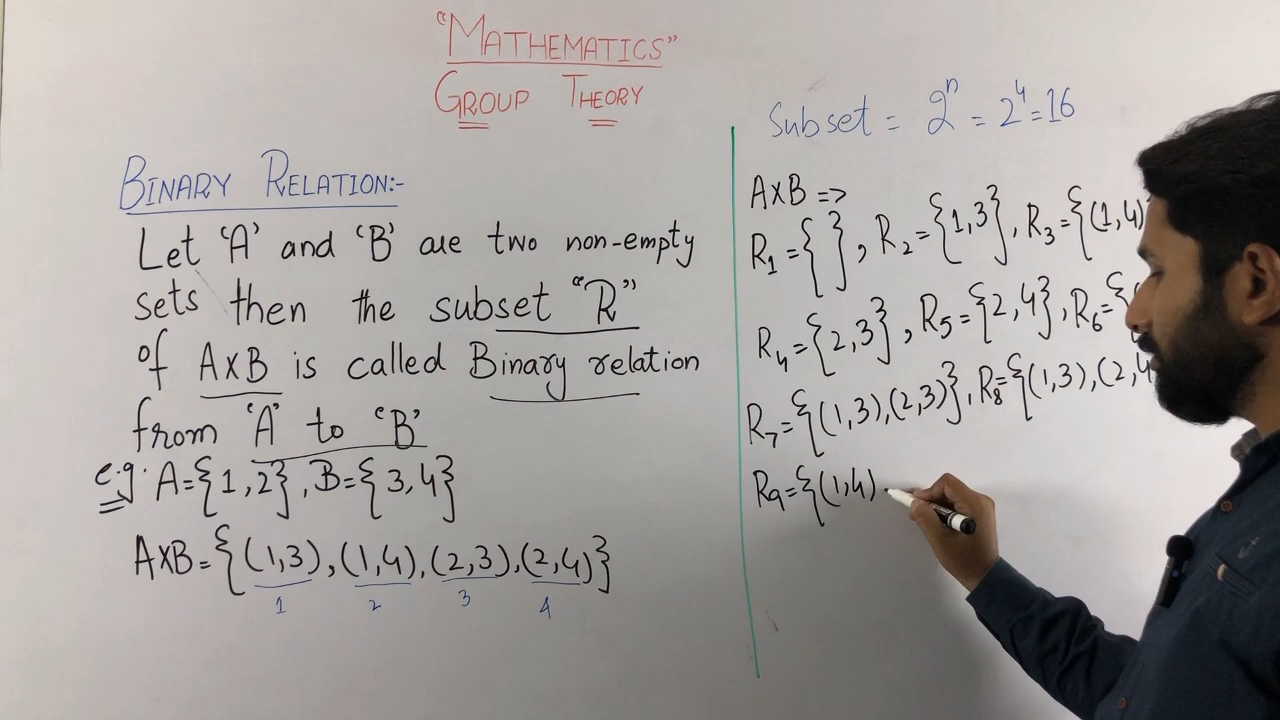 “MATHEMATICS”
GROUP THEORY
BINARY RELATION:-
Let ‘A’ and ‘B’ are two non-empty
sets then the subset “R”
of AxB is called Binary relation
from ‘A’ to ‘B’
e.g: A={1,2}, B={3,4}
AxB={(1,3),(1,4),(2,3),(2,4)}
1 2 3 4
Subset = 2ⁿ = 2⁴=16
AxB =>
R₁={ }, R₂={1,3}, R₃={(1,4)
R₄={2,3}, R₅={2,4}, R₆={
R₇={(1,3),(2,3)}, R₈={(1,3),(2,4
R₉={(1,4)